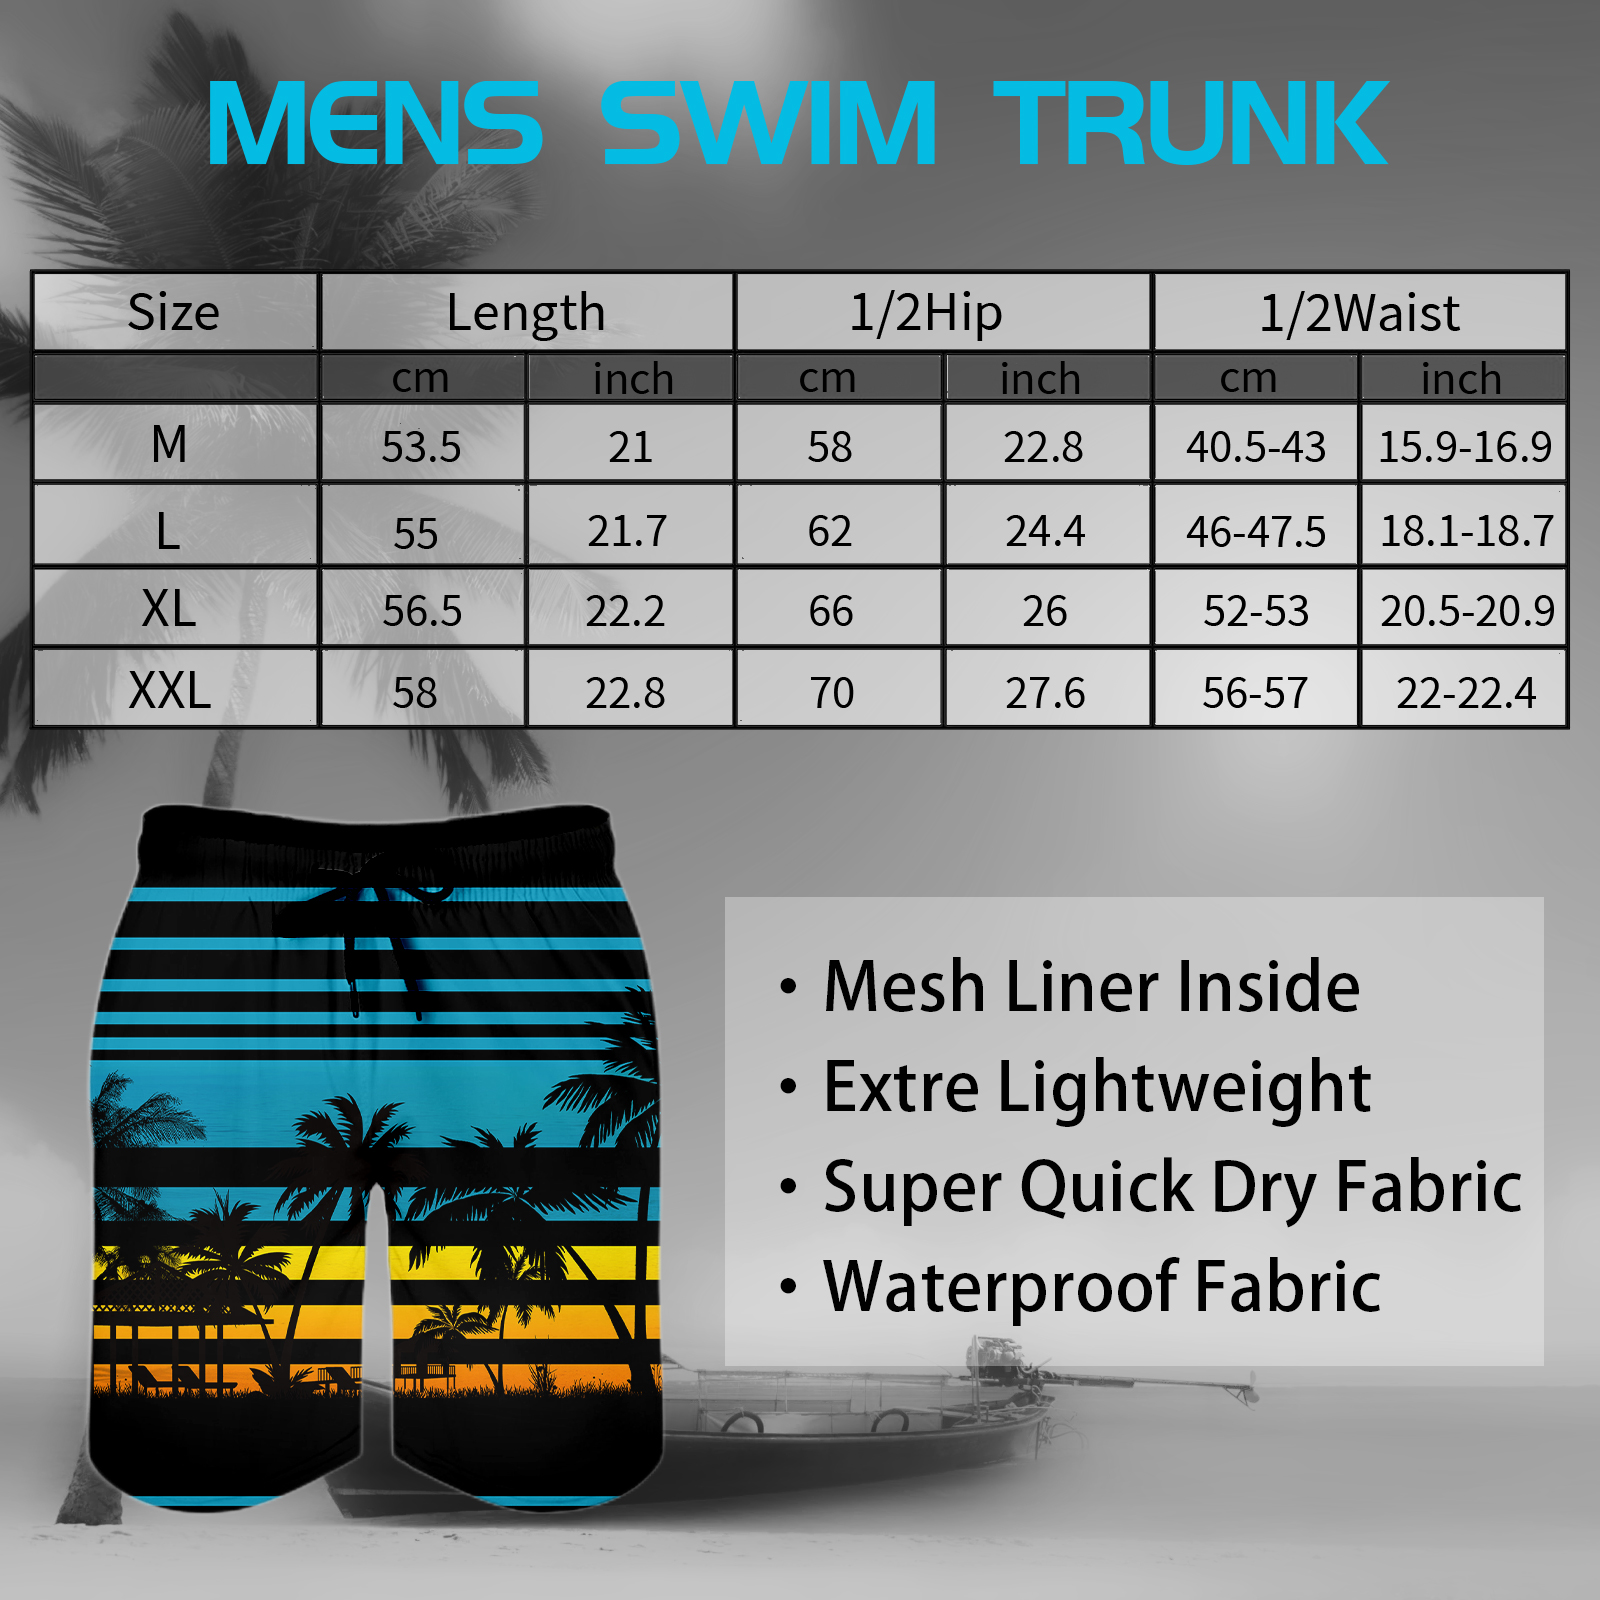 MENS SWIM TRUNK
Size Length 1/2Hip 1/2Waist
cm inch cm inch cm inch
M 53.5 21 58 22.8 40.5-43 15.9-16.9
L 55 21.7 62 24.4 46-47.5 18.1-18.7
XL 56.5 22.2 66 26 52-53 20.5-20.9
XXL 58 22.8 70 27.6 56-57 22-22.4
• Mesh Liner Inside
• Extre Lightweight
• Super Quick Dry Fabric
• Waterproof Fabric